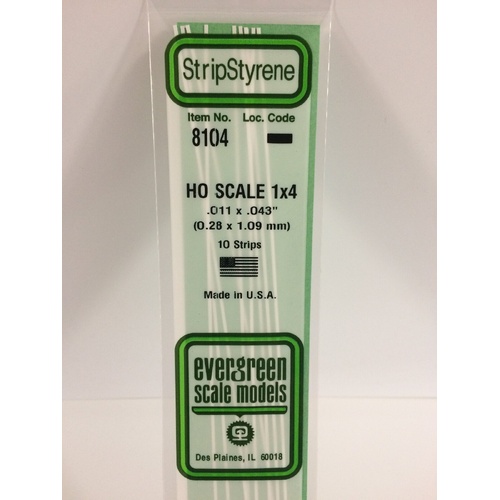 StripStyrene
Item No. Loc. Code
8104
HO SCALE 1x4
.011 x .043"
(0.28 x 1.09 mm)
10 Strips
Made in U.S.A.
evergreen
scale models
Des Plaines, IL 60018